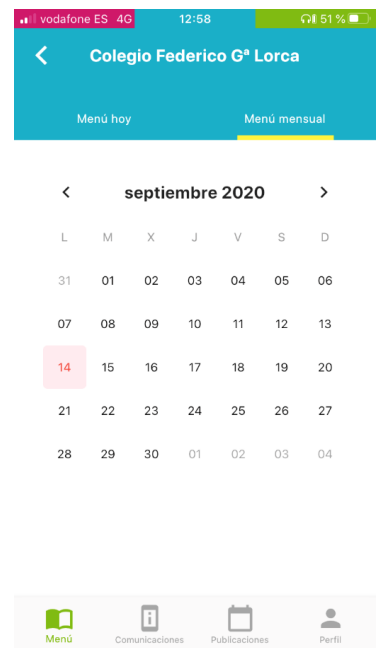 vodafone ES 4G 12:58 51 %
Colegio Federico Gª Lorca
Menú hoy Menú mensual
septiembre 2020
L M X J V S D
31 01 02 03 04 05 06
07 08 09 10 11 12 13
14 15 16 17 18 19 20
21 22 23 24 25 26 27
28 29 30 01 02 03 04
Menú Comunicaciones Publicaciones Perfil